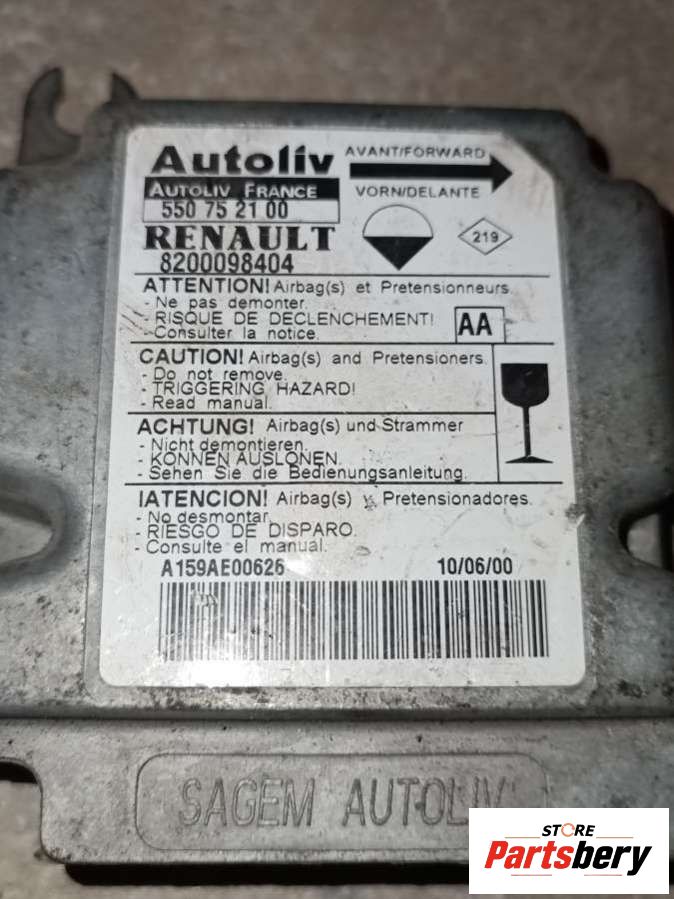 Autoliv
AVANT/FORWARD
AUTOLIV FRANCE
VORN/DELANTE
550 75 2 1 00
RENAULT
219
8200098404
ATTENTION! Airbag(s) et Pretensionneurs.
- Ne pas demonter.
- RISQUE DE DECLENCHEMENT!
AA
- Consulter la notice.
CAUTION! Airbag(s) and Pretensioners.
- Do not remove.
- TRIGGERING HAZARD!
- Read manual.
ACHTUNG! Airbag(s) und Strammer
- Nicht demontieren.
- KONNEN AUSLONEN.
- Sehen Sie die Bedienungsanleitung.
IATENCION! Airbag(s) y Pretensionadores.
- No desmontar.
- RIESGO DE DISPARO.
- Consulte el manual.
A159AE00626
10/06/00
SAGEM AUTOLIV
STORE
Partsbery